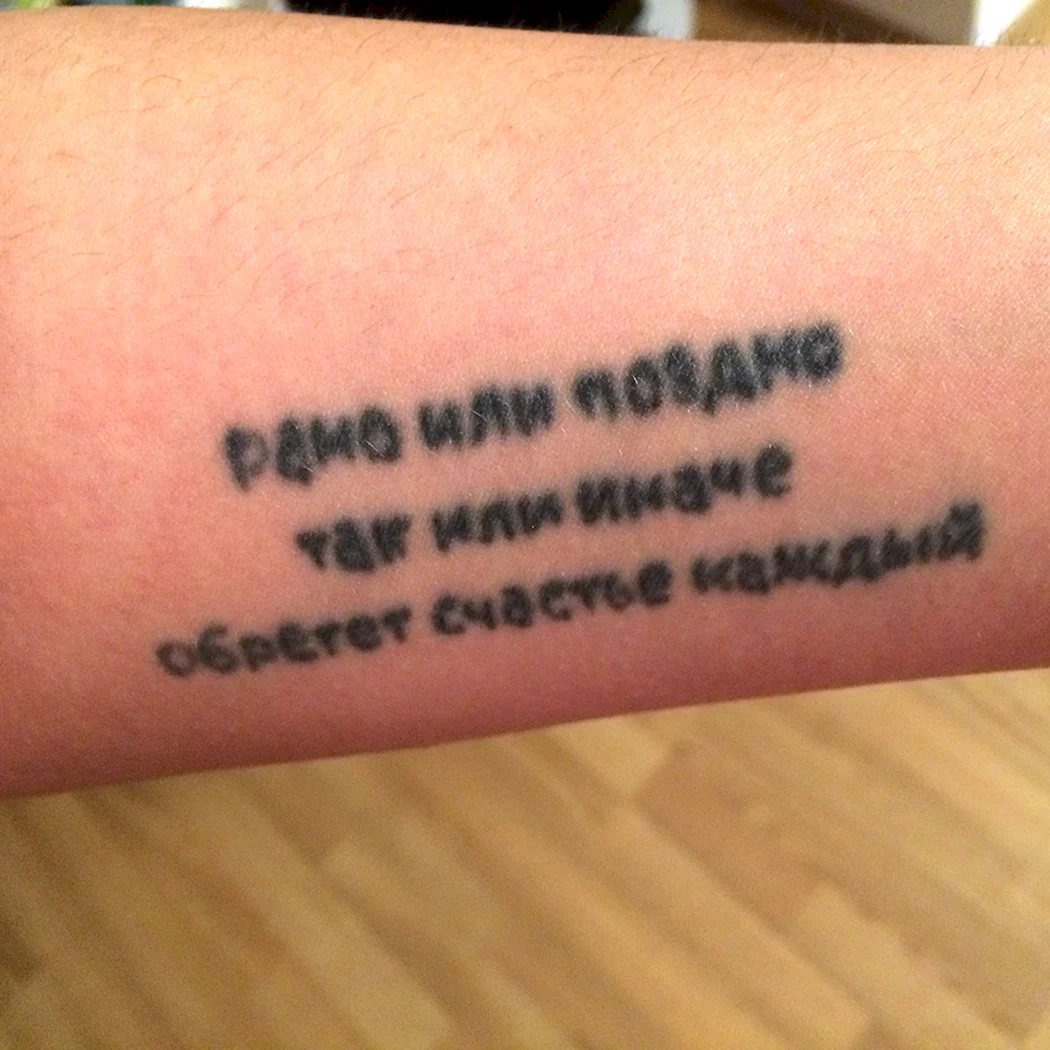 рано или поздно
так или иначе
обретет счастье каждый